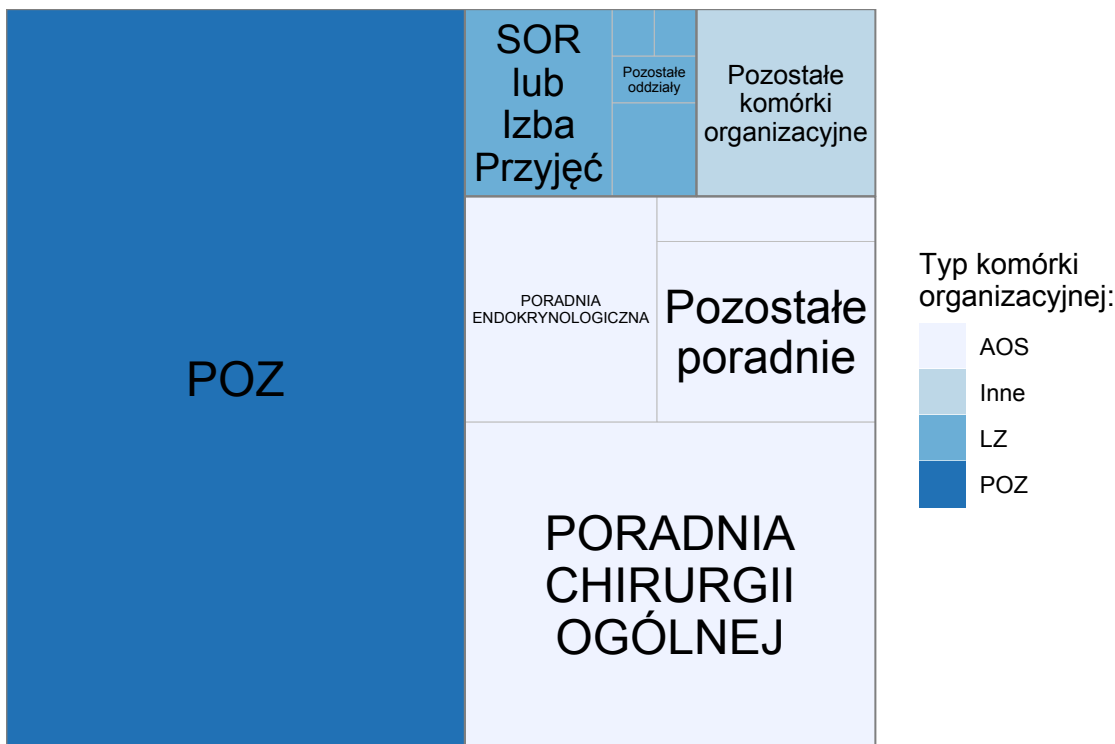 POZ
SOR
lub
Izba
Przyjęć
Pozostałe
oddziały
Pozostałe
komórki
organizacyjne
PORADNIA
ENDOKRYNOLOGICZNA
Pozostałe
poradnie
PORADNIA
CHIRURGII
OGÓLNEJ
Typ komórki
organizacyjnej:
AOS
Inne
LZ
POZ